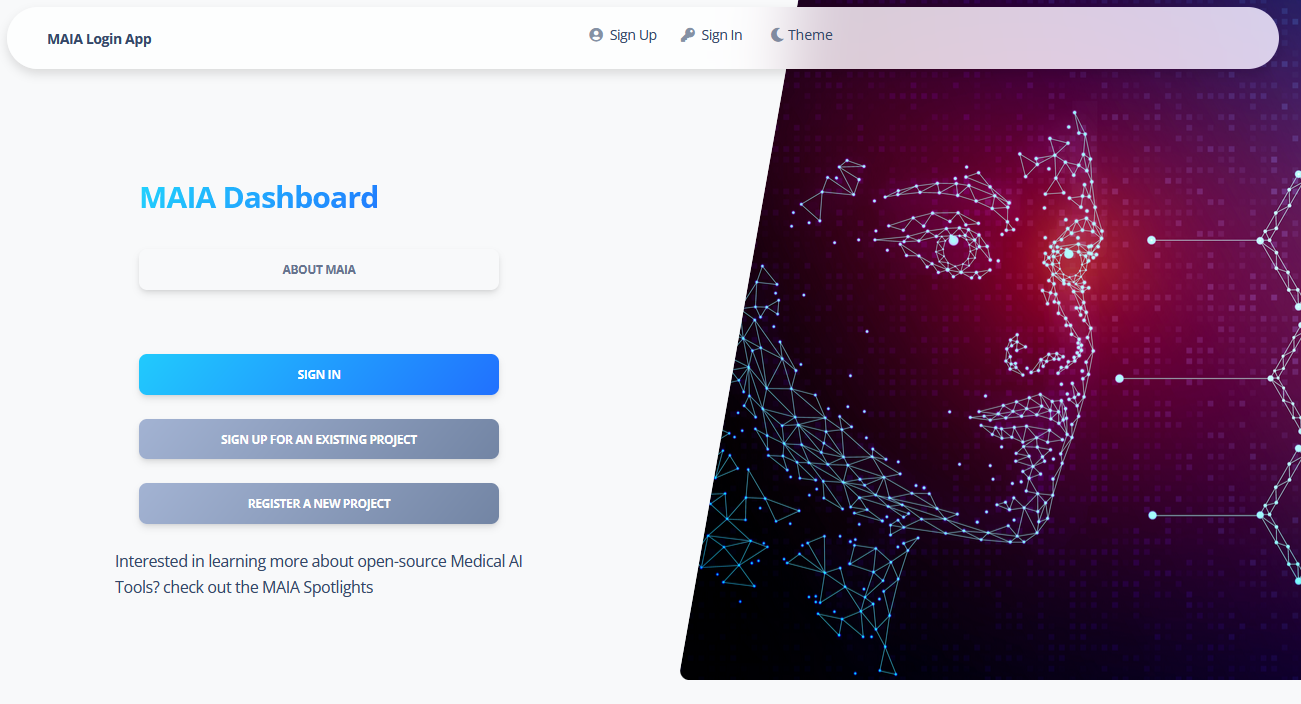 MAIA Login App
Sign Up
Sign In
Theme
MAIA Dashboard
ABOUT MAIA
SIGN IN
SIGN UP FOR AN EXISTING PROJECT
REGISTER A NEW PROJECT
Interested in learning more about open-source Medical AI
Tools? check out the MAIA Spotlights